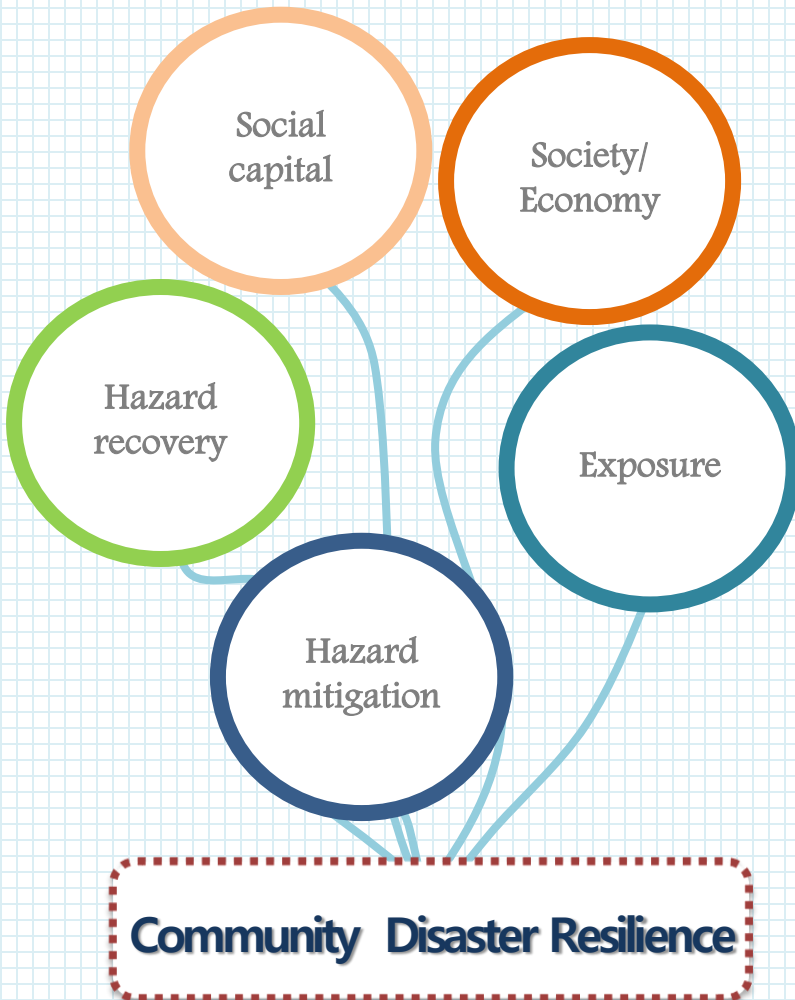 Social
capital
Society/
Economy
Hazard
recovery
Exposure
Hazard
mitigation
Community Disaster Resilience